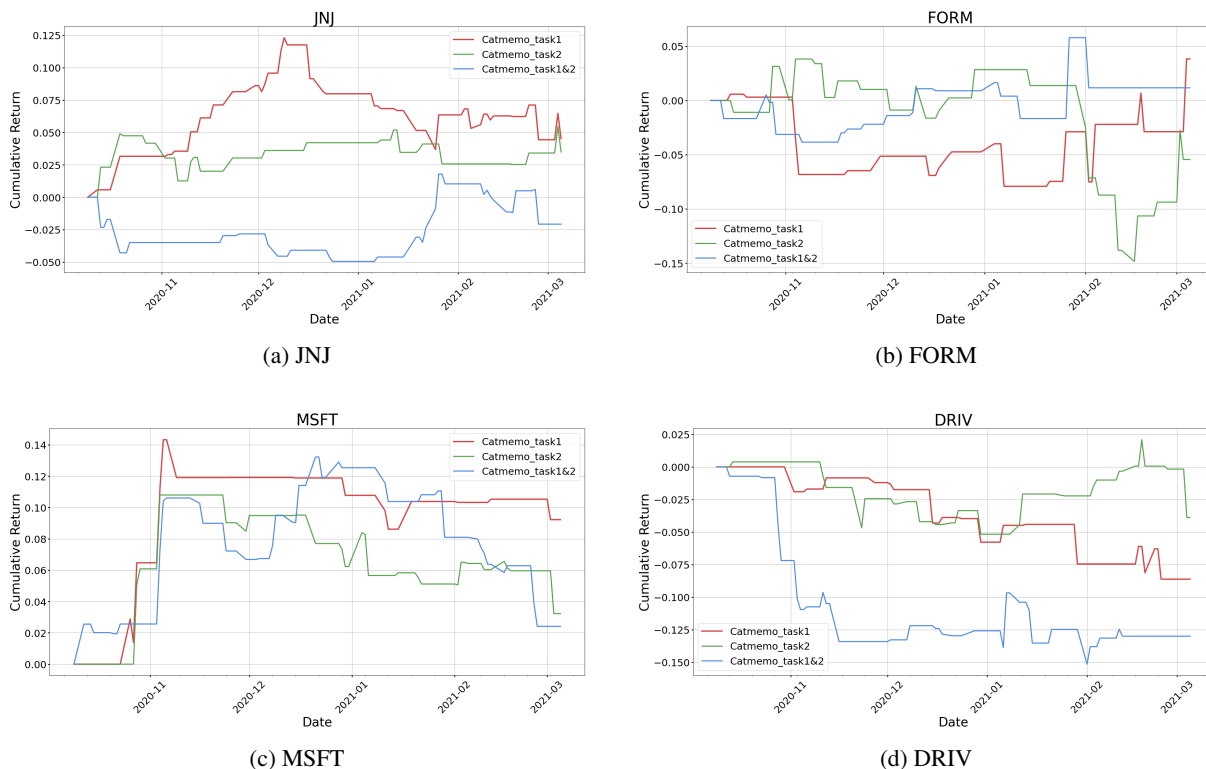 JNJ
Cumulative Return
0.125
0.100
0.075
0.050
0.025
0.000
−0.025
−0.050
Catmemo_task1
Catmemo_task2
Catmemo_task1&2
2020-11
2020-12
2021-01
2021-02
2021-03
Date
(a) JNJ
FORM
Cumulative Return
0.05
0.00
−0.05
−0.10
−0.15
Catmemo_task1
Catmemo_task2
Catmemo_task1&2
2020-11
2020-12
2021-01
2021-02
2021-03
Date
(b) FORM
MSFT
Cumulative Return
0.14
0.12
0.10
0.08
0.06
0.04
0.02
0.00
Catmemo_task1
Catmemo_task2
Catmemo_task1&2
2020-11
2020-12
2021-01
2021-02
2021-03
Date
(c) MSFT
DRIV
Cumulative Return
0.025
0.000
−0.025
−0.050
−0.075
−0.100
−0.125
−0.150
Catmemo_task1
Catmemo_task2
Catmemo_task1&2
2020-11
2020-12
2021-01
2021-02
2021-03
Date
(d) DRIV